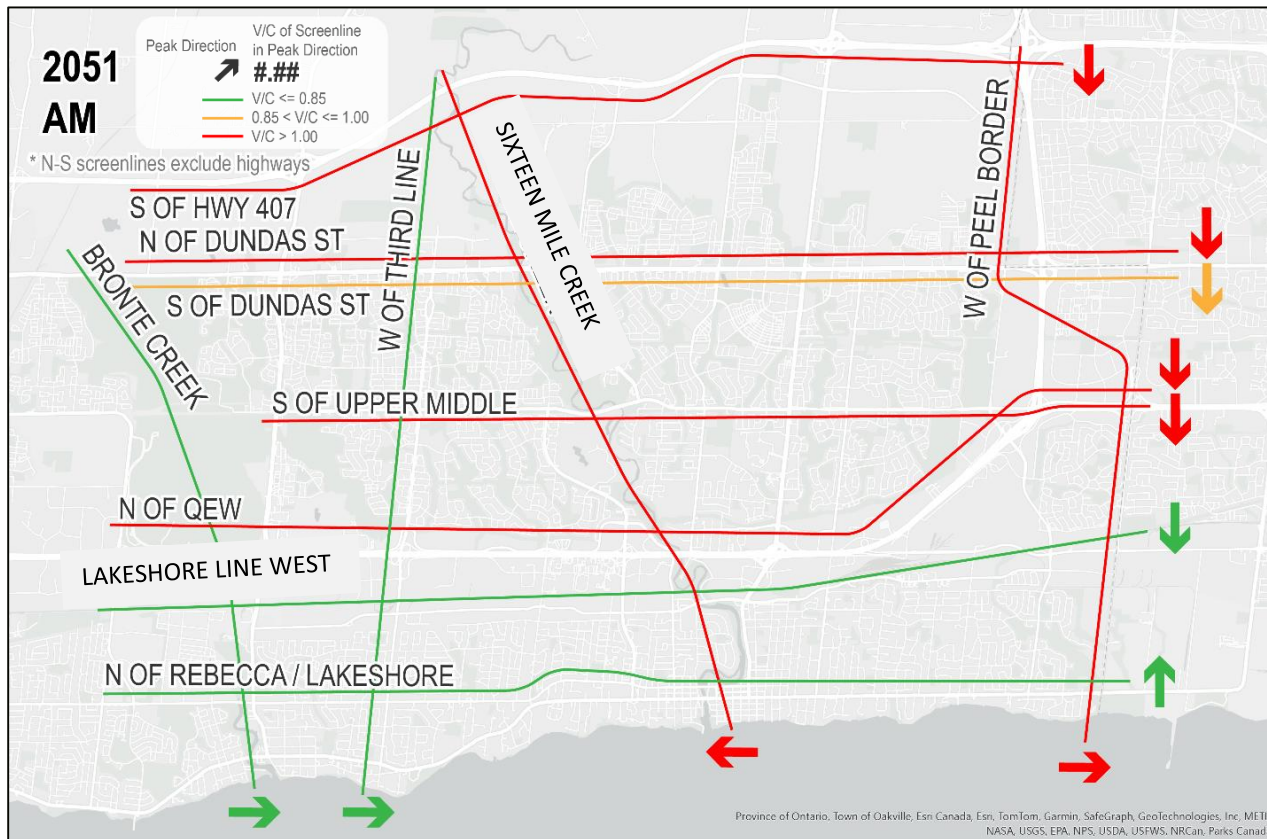 2051
AM
Peak Direction
V/C of Screenline
in Peak Direction
#.##
V/C <= 0.85
0.85 < V/C <= 1.00
V/C > 1.00
* N-S screenlines exclude highways
S OF HWY 407
N OF DUNDAS ST
S OF DUNDAS ST
BRONTE CREEK
W OF THIRD LINE
SIXTEEN MILE CREEK
W OF PEEL BORDER
S OF UPPER MIDDLE
N OF QEW
LAKESHORE LINE WEST
N OF REBECCA / LAKESHORE
Province of Ontario, Town of Oakville, Esri Canada, Esri, TomTom, Garmin, SafeGraph, GeoTechnologies, Inc, METI
NASA, USGS, EPA, NPS, USDA, USFWS, NRCan, Parks Canad